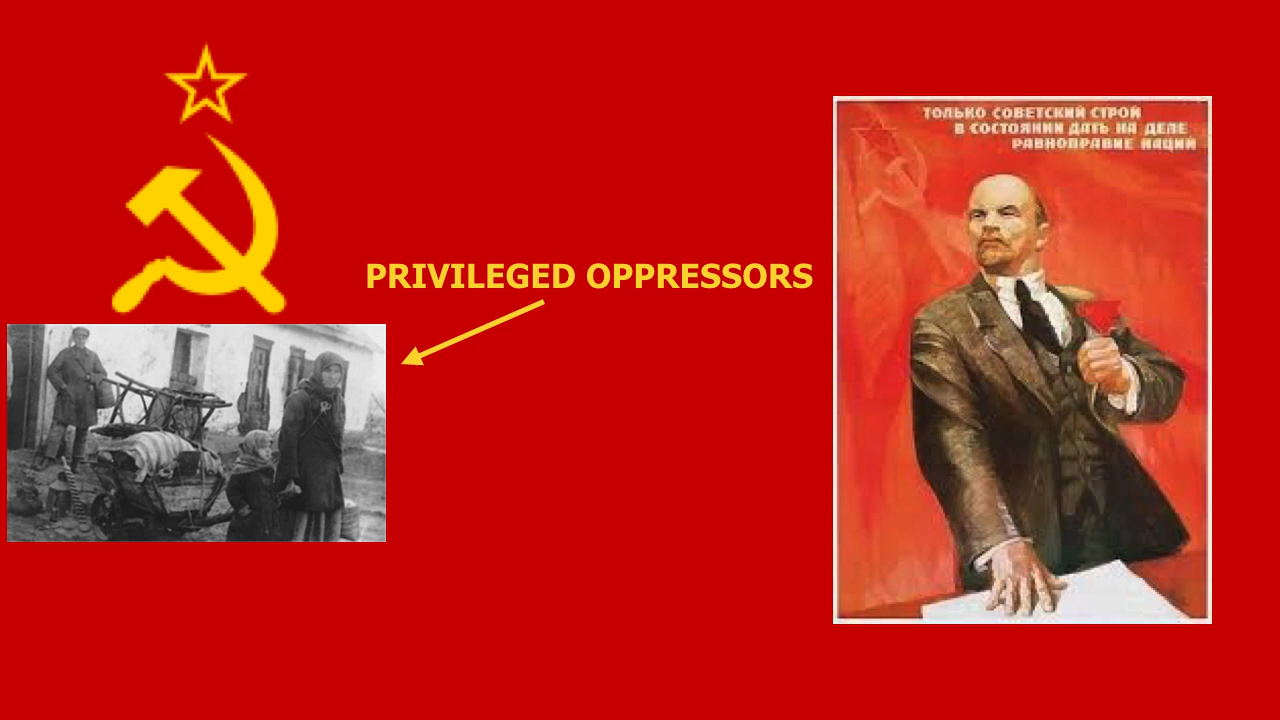 PRIVILEGED OPPRESSORS
ТОЛЬКО СОВЕТСКИЙ СТРОЙ
В СОСТОЯНИИ ДАТЬ НА ДЕЛЕ
РАВНОПРАВИЕ НАЦИЙ